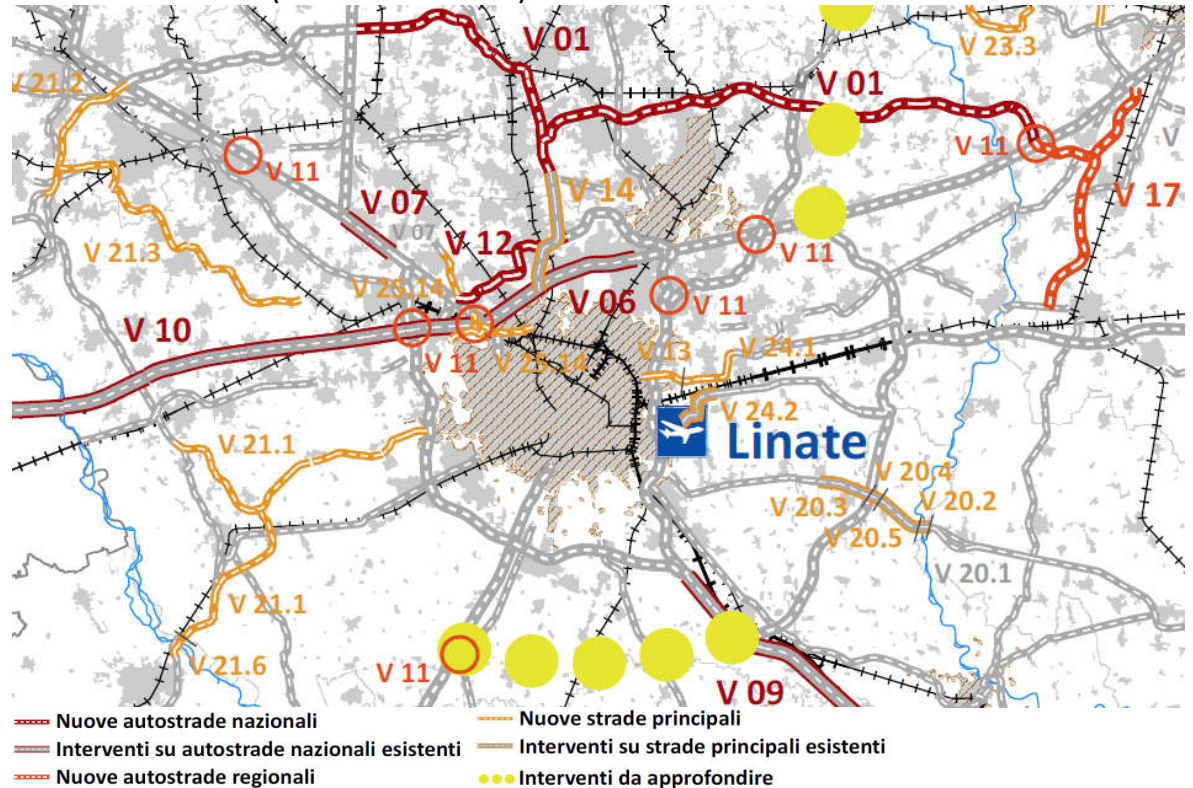 V 01
V 23.3
V 01
V 21.2
V 11
V 11
V 14
V 17
V 07
V 07
V 12
V 11
V 21.3
V 25.14
V 06
V 11
V 10
V 11
V 25.14
V 13
V 24.1
V 24.2
Linate
V 21.1
V 20.4
V 20.3
V 20.2
V 20.5
V 20.1
V 21.1
V 21.6
V 11
V 09
Nuove autostrade nazionali
Interventi su autostrade nazionali esistenti
Nuove autostrade regionali
Nuove strade principali
Interventi su strade principali esistenti
Interventi da approfondire